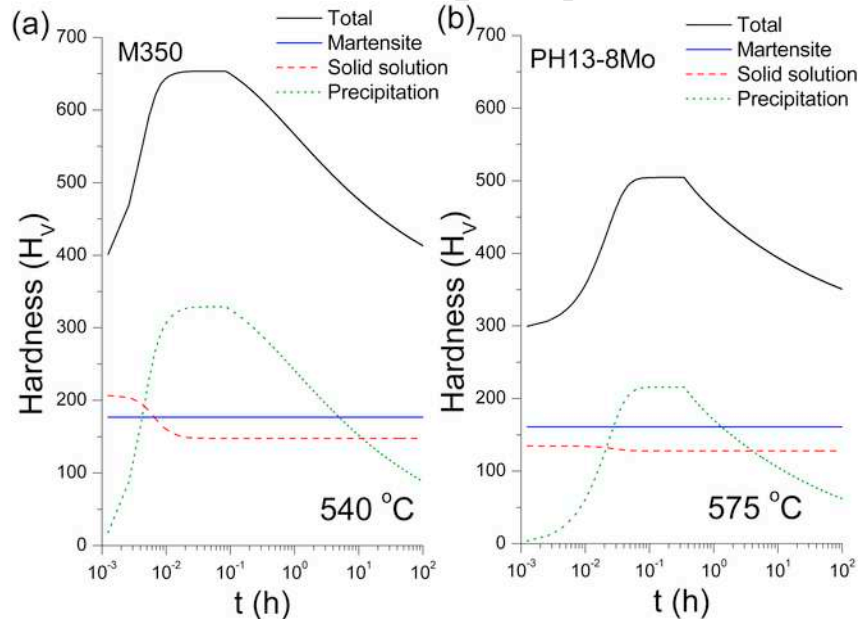 (a)
M350
Total
Martensite
Solid solution
Precipitation
700
600
500
400
300
200
100
0
Hardness (H_V)
540 °C
10^-3
10^-2
10^-1
10^0
10^1
10^2
t (h)
(b)
PH13-8Mo
Total
Martensite
Solid solution
Precipitation
700
600
500
400
300
200
100
0
Hardness (H_V)
575 °C
10^-3
10^-2
10^-1
10^0
10^1
10^2
t (h)